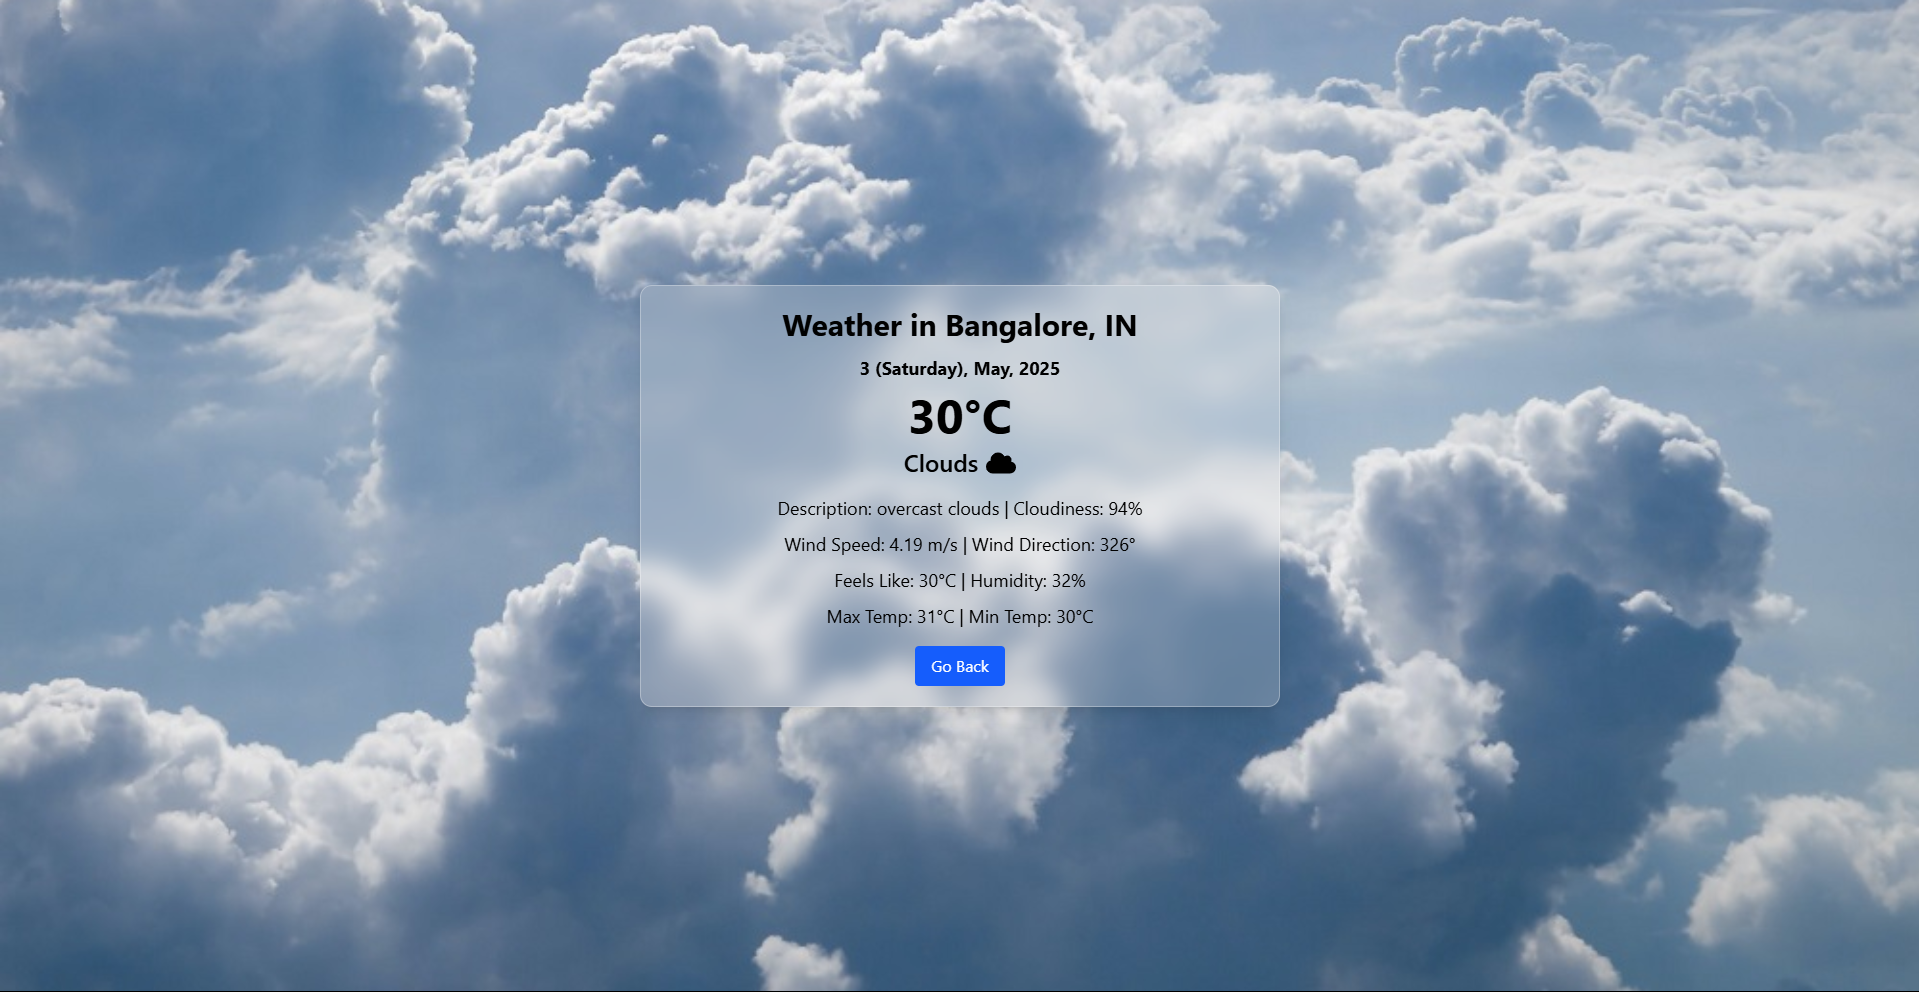 Weather in Bangalore, IN
3 (Saturday), May, 2025
30°C
Clouds
Description: overcast clouds | Cloudiness: 94%
Wind Speed: 4.19 m/s | Wind Direction: 326°
Feels Like: 30°C | Humidity: 32%
Max Temp: 31°C | Min Temp: 30°C
Go Back